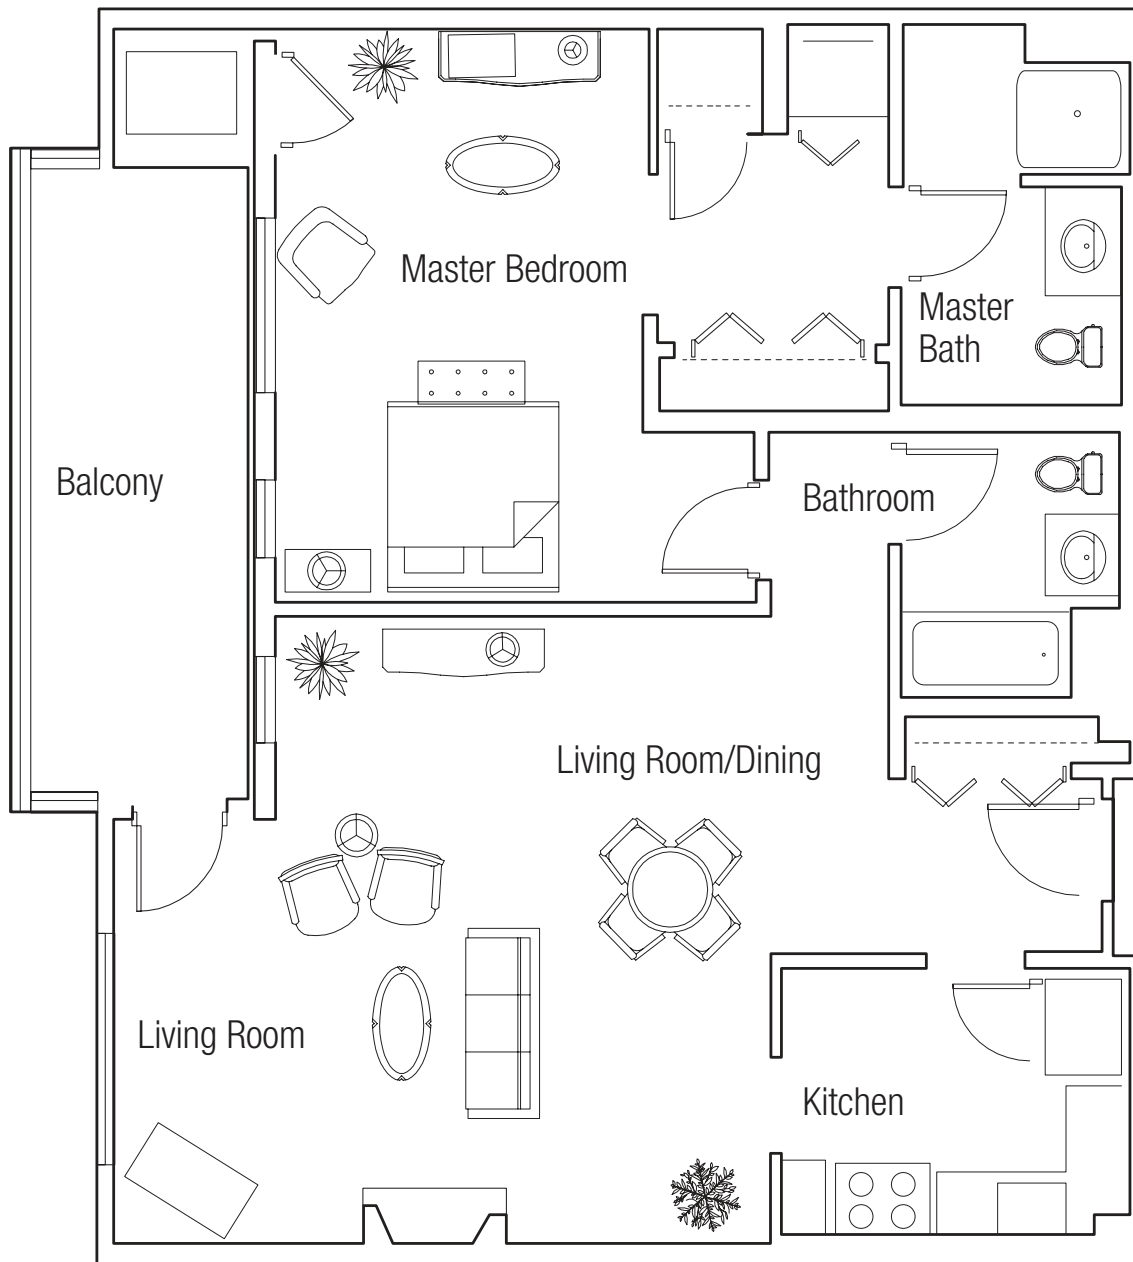 Master Bedroom
Master
Bath
Balcony
Bathroom
Living Room/Dining
Living Room
Kitchen